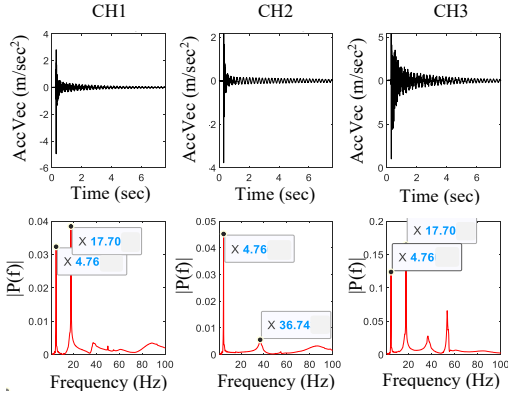 CH1 CH2 CH3
4 2 5
2
0 0 0
-2
-2
-4
-6 -4 5
0 2 4 6 0 2 4 6 0 2 4 6
AccVec (m/sec²) AccVec (m/sec²) AccVec (m/sec²)
Time (sec) Time (sec) Time (sec)
0.04 0.05 0.2
X 17.70 X 17.70
0.03 0.04 0.15
X 4.76 X 4.76 X 4.76
0.03
0.02 0.1
0.02
X 36.74
0.01 0.01 0.05
0 0 0
20 40 60 80 100 20 40 60 80 100 20 40 60 80 100
|P(f)| |P(f)| |P(f)|
Frequency (Hz) Frequency (Hz) Frequency (Hz)